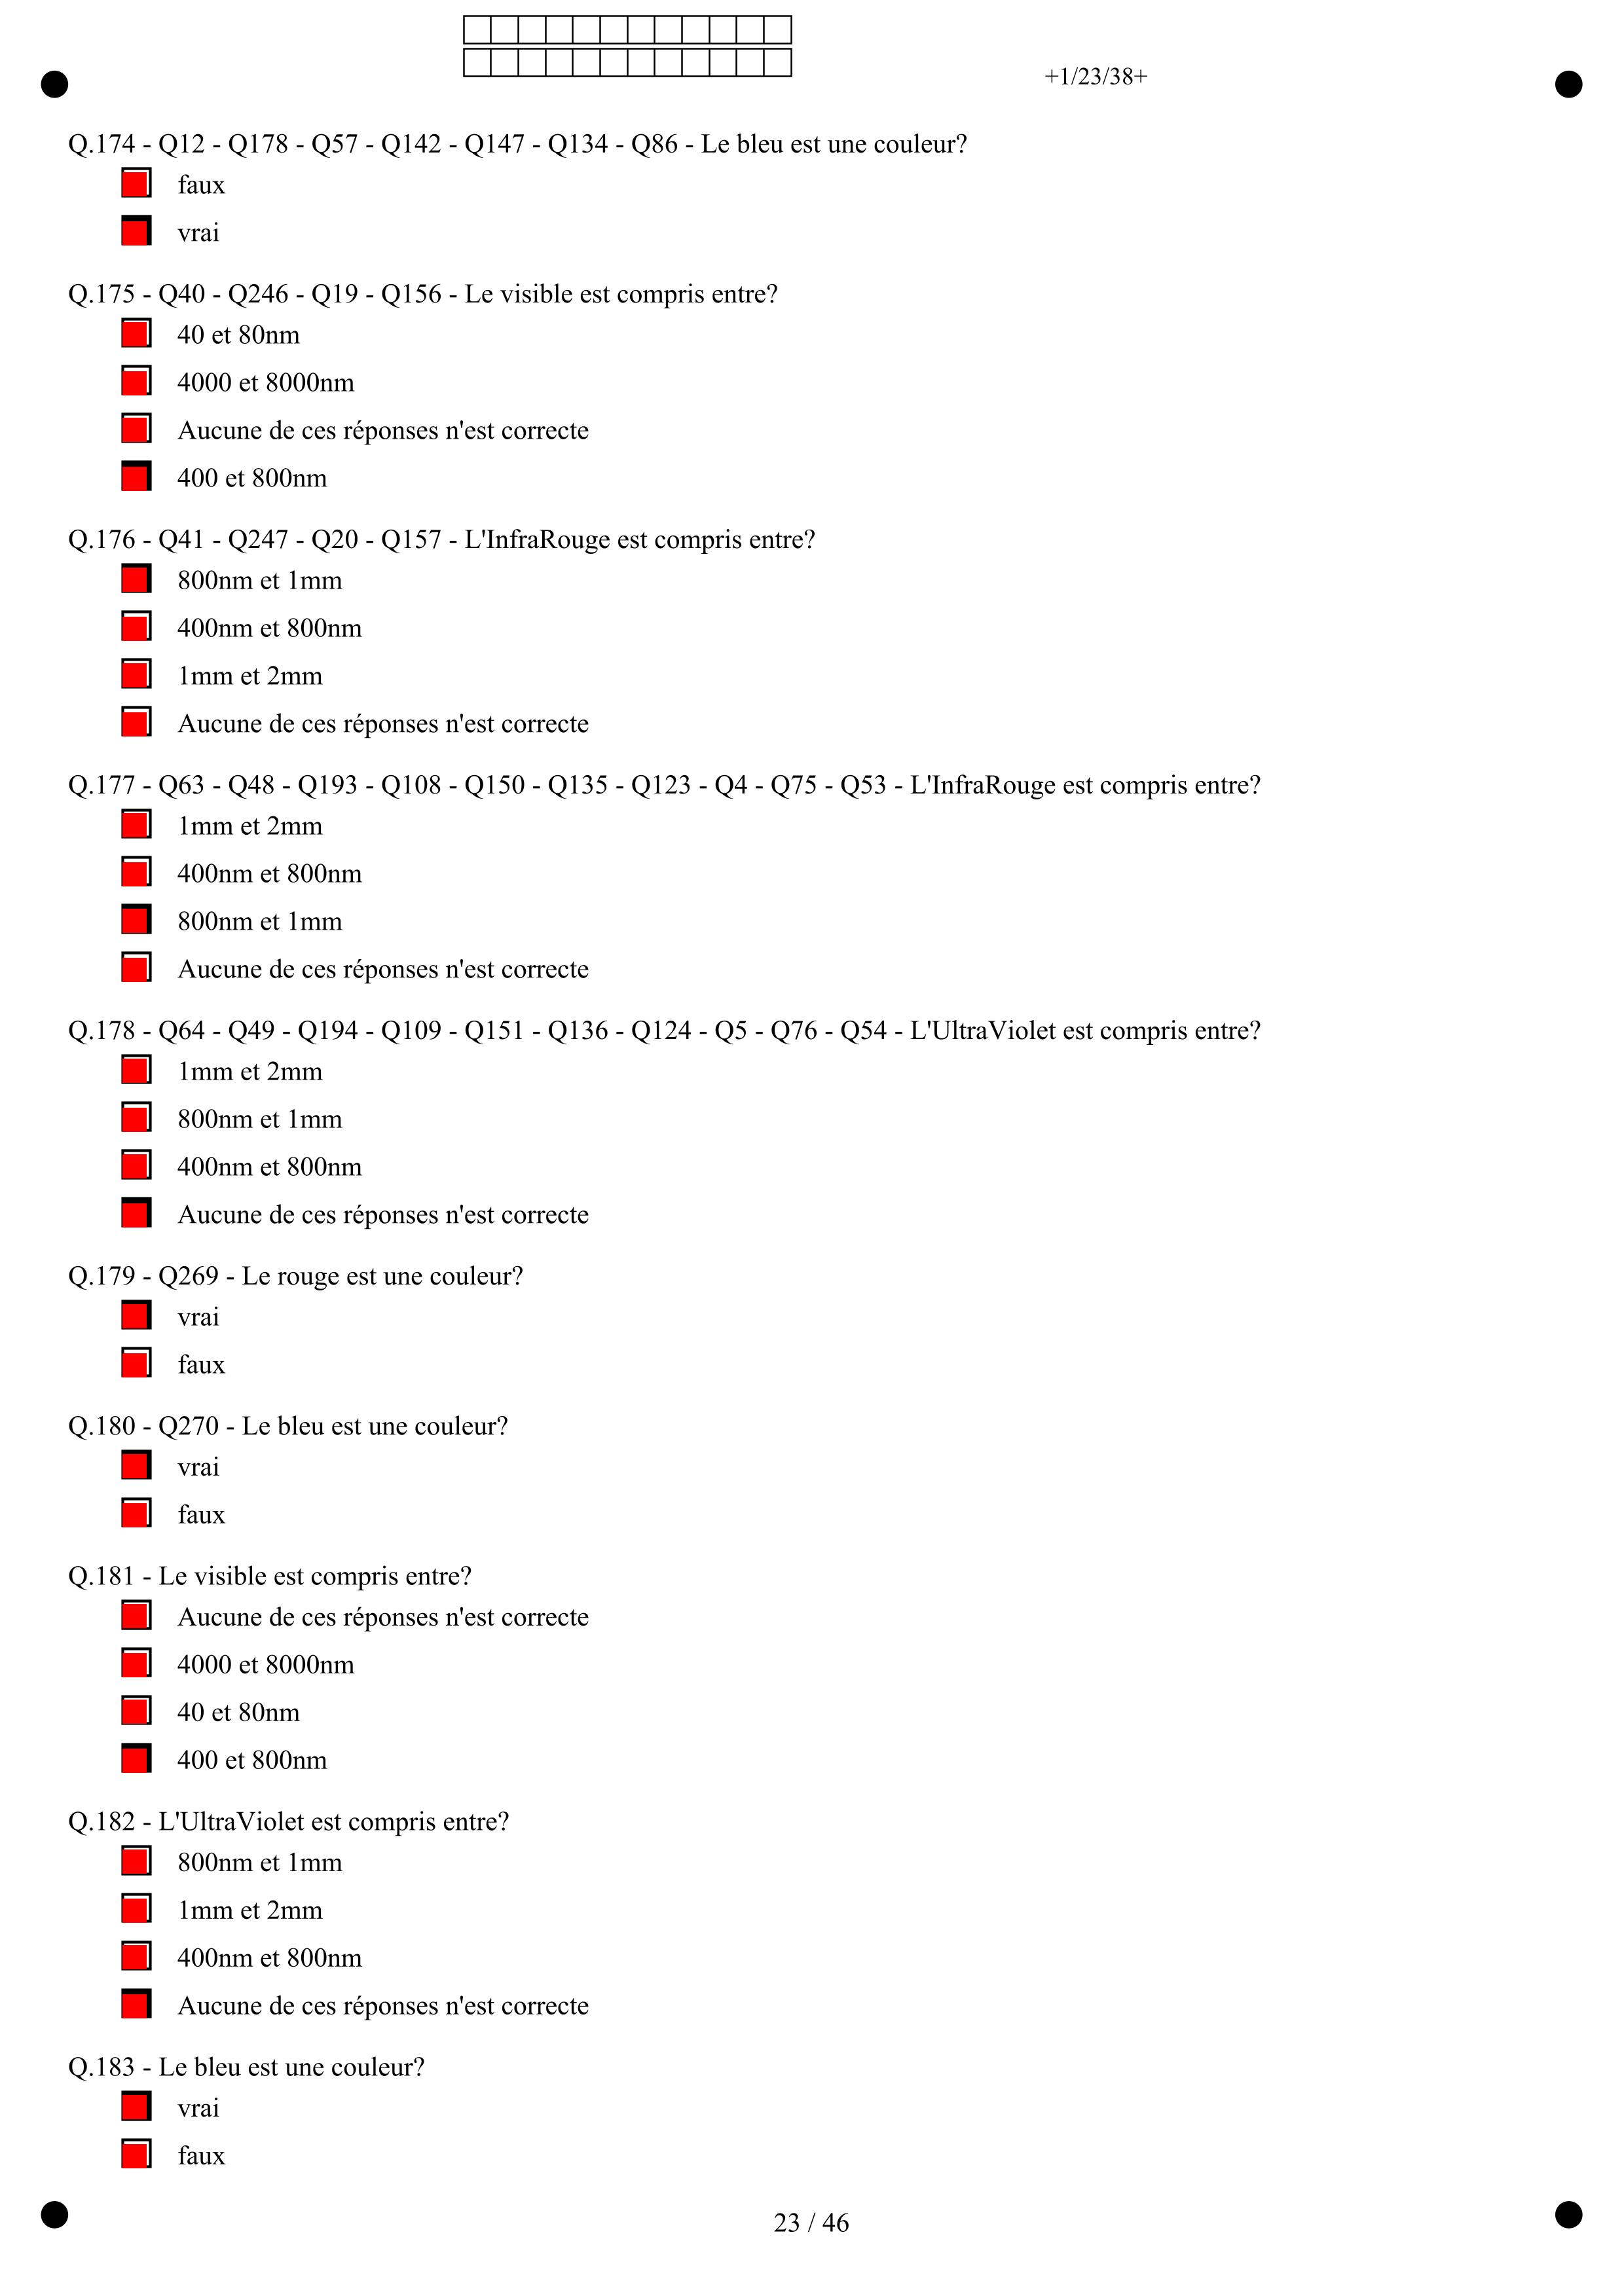 +1/23/38+
Q.174 - Q12 - Q178 - Q57 - Q142 - Q147 - Q134 - Q86 - Le bleu est une couleur?
faux
vrai
Q.175 - Q40 - Q246 - Q19 - Q156 - Le visible est compris entre?
40 et 80nm
4000 et 8000nm
Aucune de ces réponses n'est correcte
400 et 800nm
Q.176 - Q41 - Q247 - Q20 - Q157 - L'InfraRouge est compris entre?
800nm et 1mm
400nm et 800nm
1mm et 2mm
Aucune de ces réponses n'est correcte
Q.177 - Q63 - Q48 - Q193 - Q108 - Q150 - Q135 - Q123 - Q4 - Q75 - Q53 - L'InfraRouge est compris entre?
1mm et 2mm
400nm et 800nm
800nm et 1mm
Aucune de ces réponses n'est correcte
Q.178 - Q64 - Q49 - Q194 - Q109 - Q151 - Q136 - Q124 - Q5 - Q76 - Q54 - L'UltraViolet est compris entre?
1mm et 2mm
800nm et 1mm
400nm et 800nm
Aucune de ces réponses n'est correcte
Q.179 - Q269 - Le rouge est une couleur?
vrai
faux
Q.180 - Q270 - Le bleu est une couleur?
vrai
faux
Q.181 - Le visible est compris entre?
Aucune de ces réponses n'est correcte
4000 et 8000nm
40 et 80nm
400 et 800nm
Q.182 - L'UltraViolet est compris entre?
800nm et 1mm
1mm et 2mm
400nm et 800nm
Aucune de ces réponses n'est correcte
Q.183 - Le bleu est une couleur?
vrai
faux
23 / 46